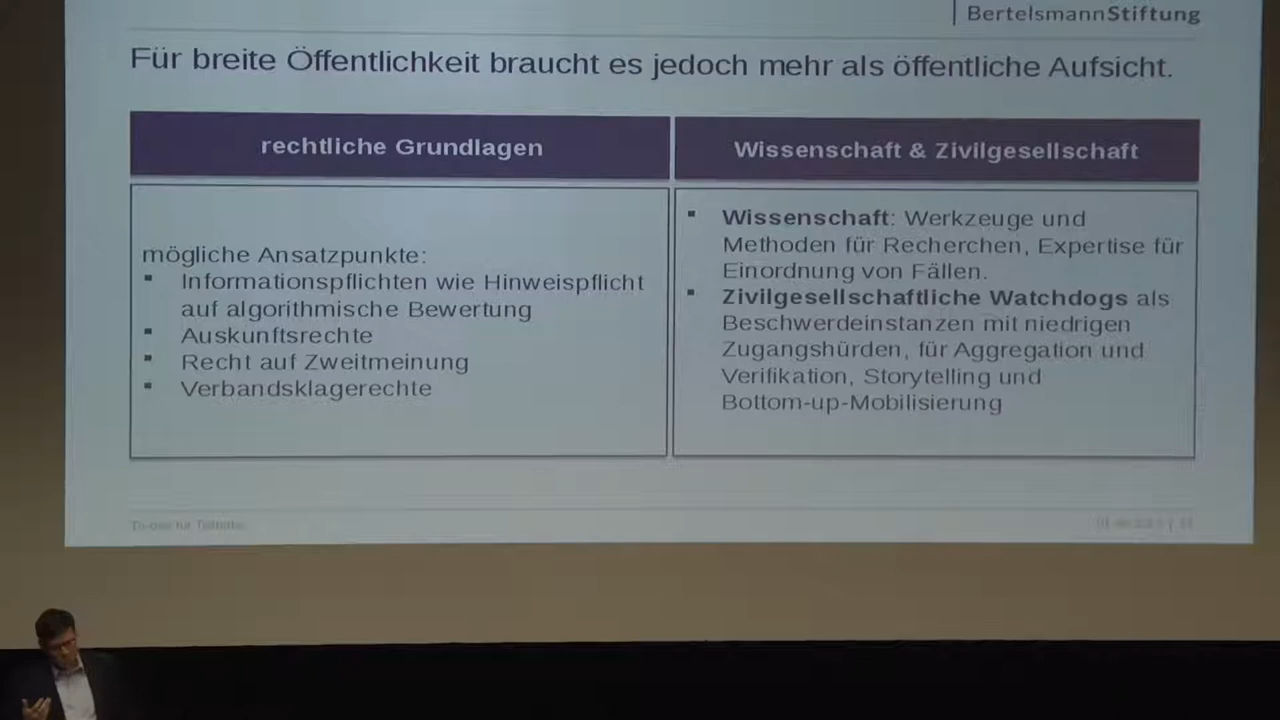 BertelsmannStiftung
Für breite Öffentlichkeit braucht es jedoch mehr als öffentliche Aufsicht.
rechtliche Grundlagen
mögliche Ansatzpunkte:
▪ Informationspflichten wie Hinweispflicht
auf algorithmische Bewertung
▪ Auskunftsrechte
▪ Recht auf Zweitmeinung
▪ Verbandsklagerechte
Wissenschaft & Zivilgesellschaft
▪ Wissenschaft: Werkzeuge und
Methoden für Recherchen, Expertise für
Einordnung von Fällen.
▪ Zivilgesellschaftliche Watchdogs als
Beschwerdeinstanzen mit niedrigen
Zugangshürden, für Aggregation und
Verifikation, Storytelling und
Bottom-up-Mobilisierung